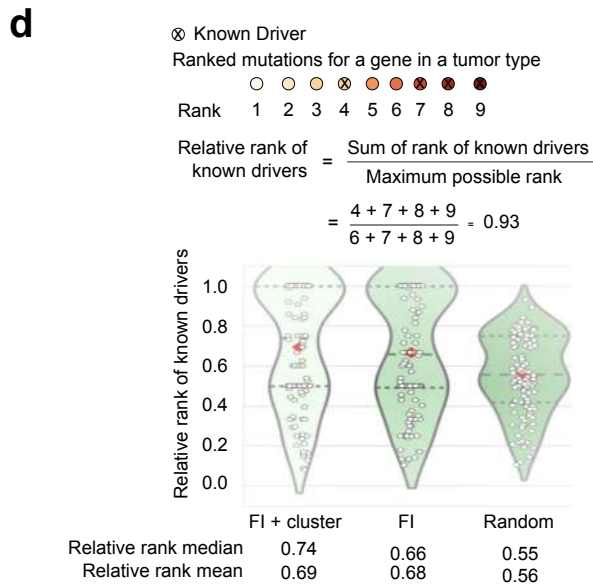 d
Known Driver
Ranked mutations for a gene in a tumor type
Rank 1 2 3 4 5 6 7 8 9
Relative rank of known drivers = Sum of rank of known drivers / Maximum possible rank
= 4 + 7 + 8 + 9 / 6 + 7 + 8 + 9 = 0.93
Relative rank of known drivers
1.0
0.8
0.6
0.4
0.2
0.0
FI + cluster FI Random
Relative rank median 0.74 0.66 0.55
Relative rank mean 0.69 0.68 0.56